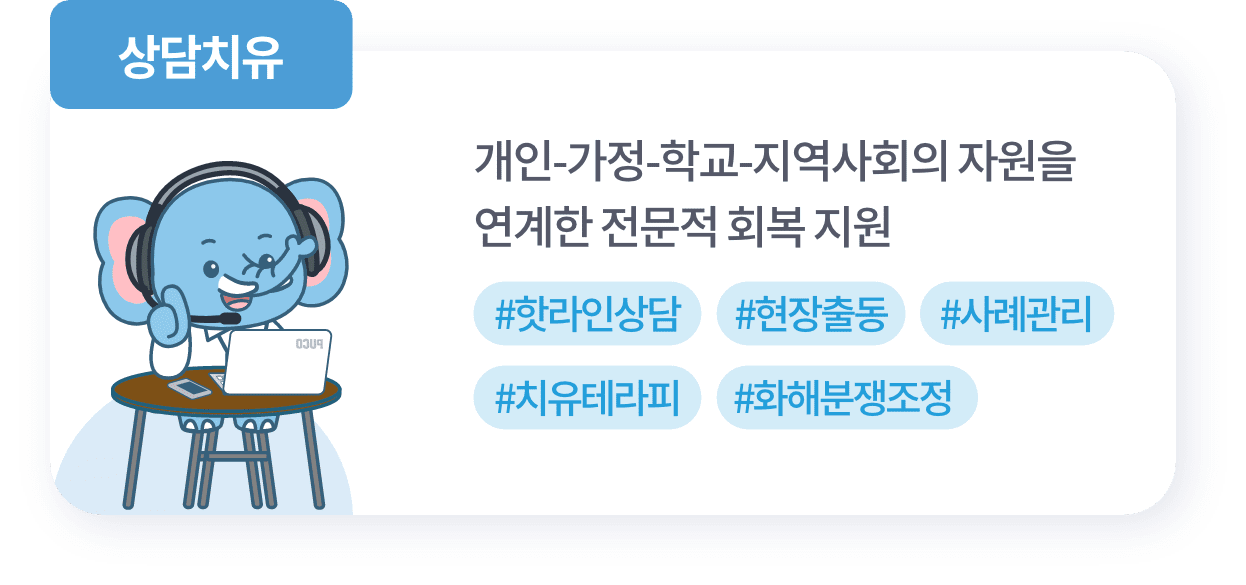 상담치유
개인-가정-학교-지역사회의 자원을
연계한 전문적 회복 지원
#핫라인상담 #현장출동 #사례관리
#치유테라피 #화해분쟁조정
PUCO